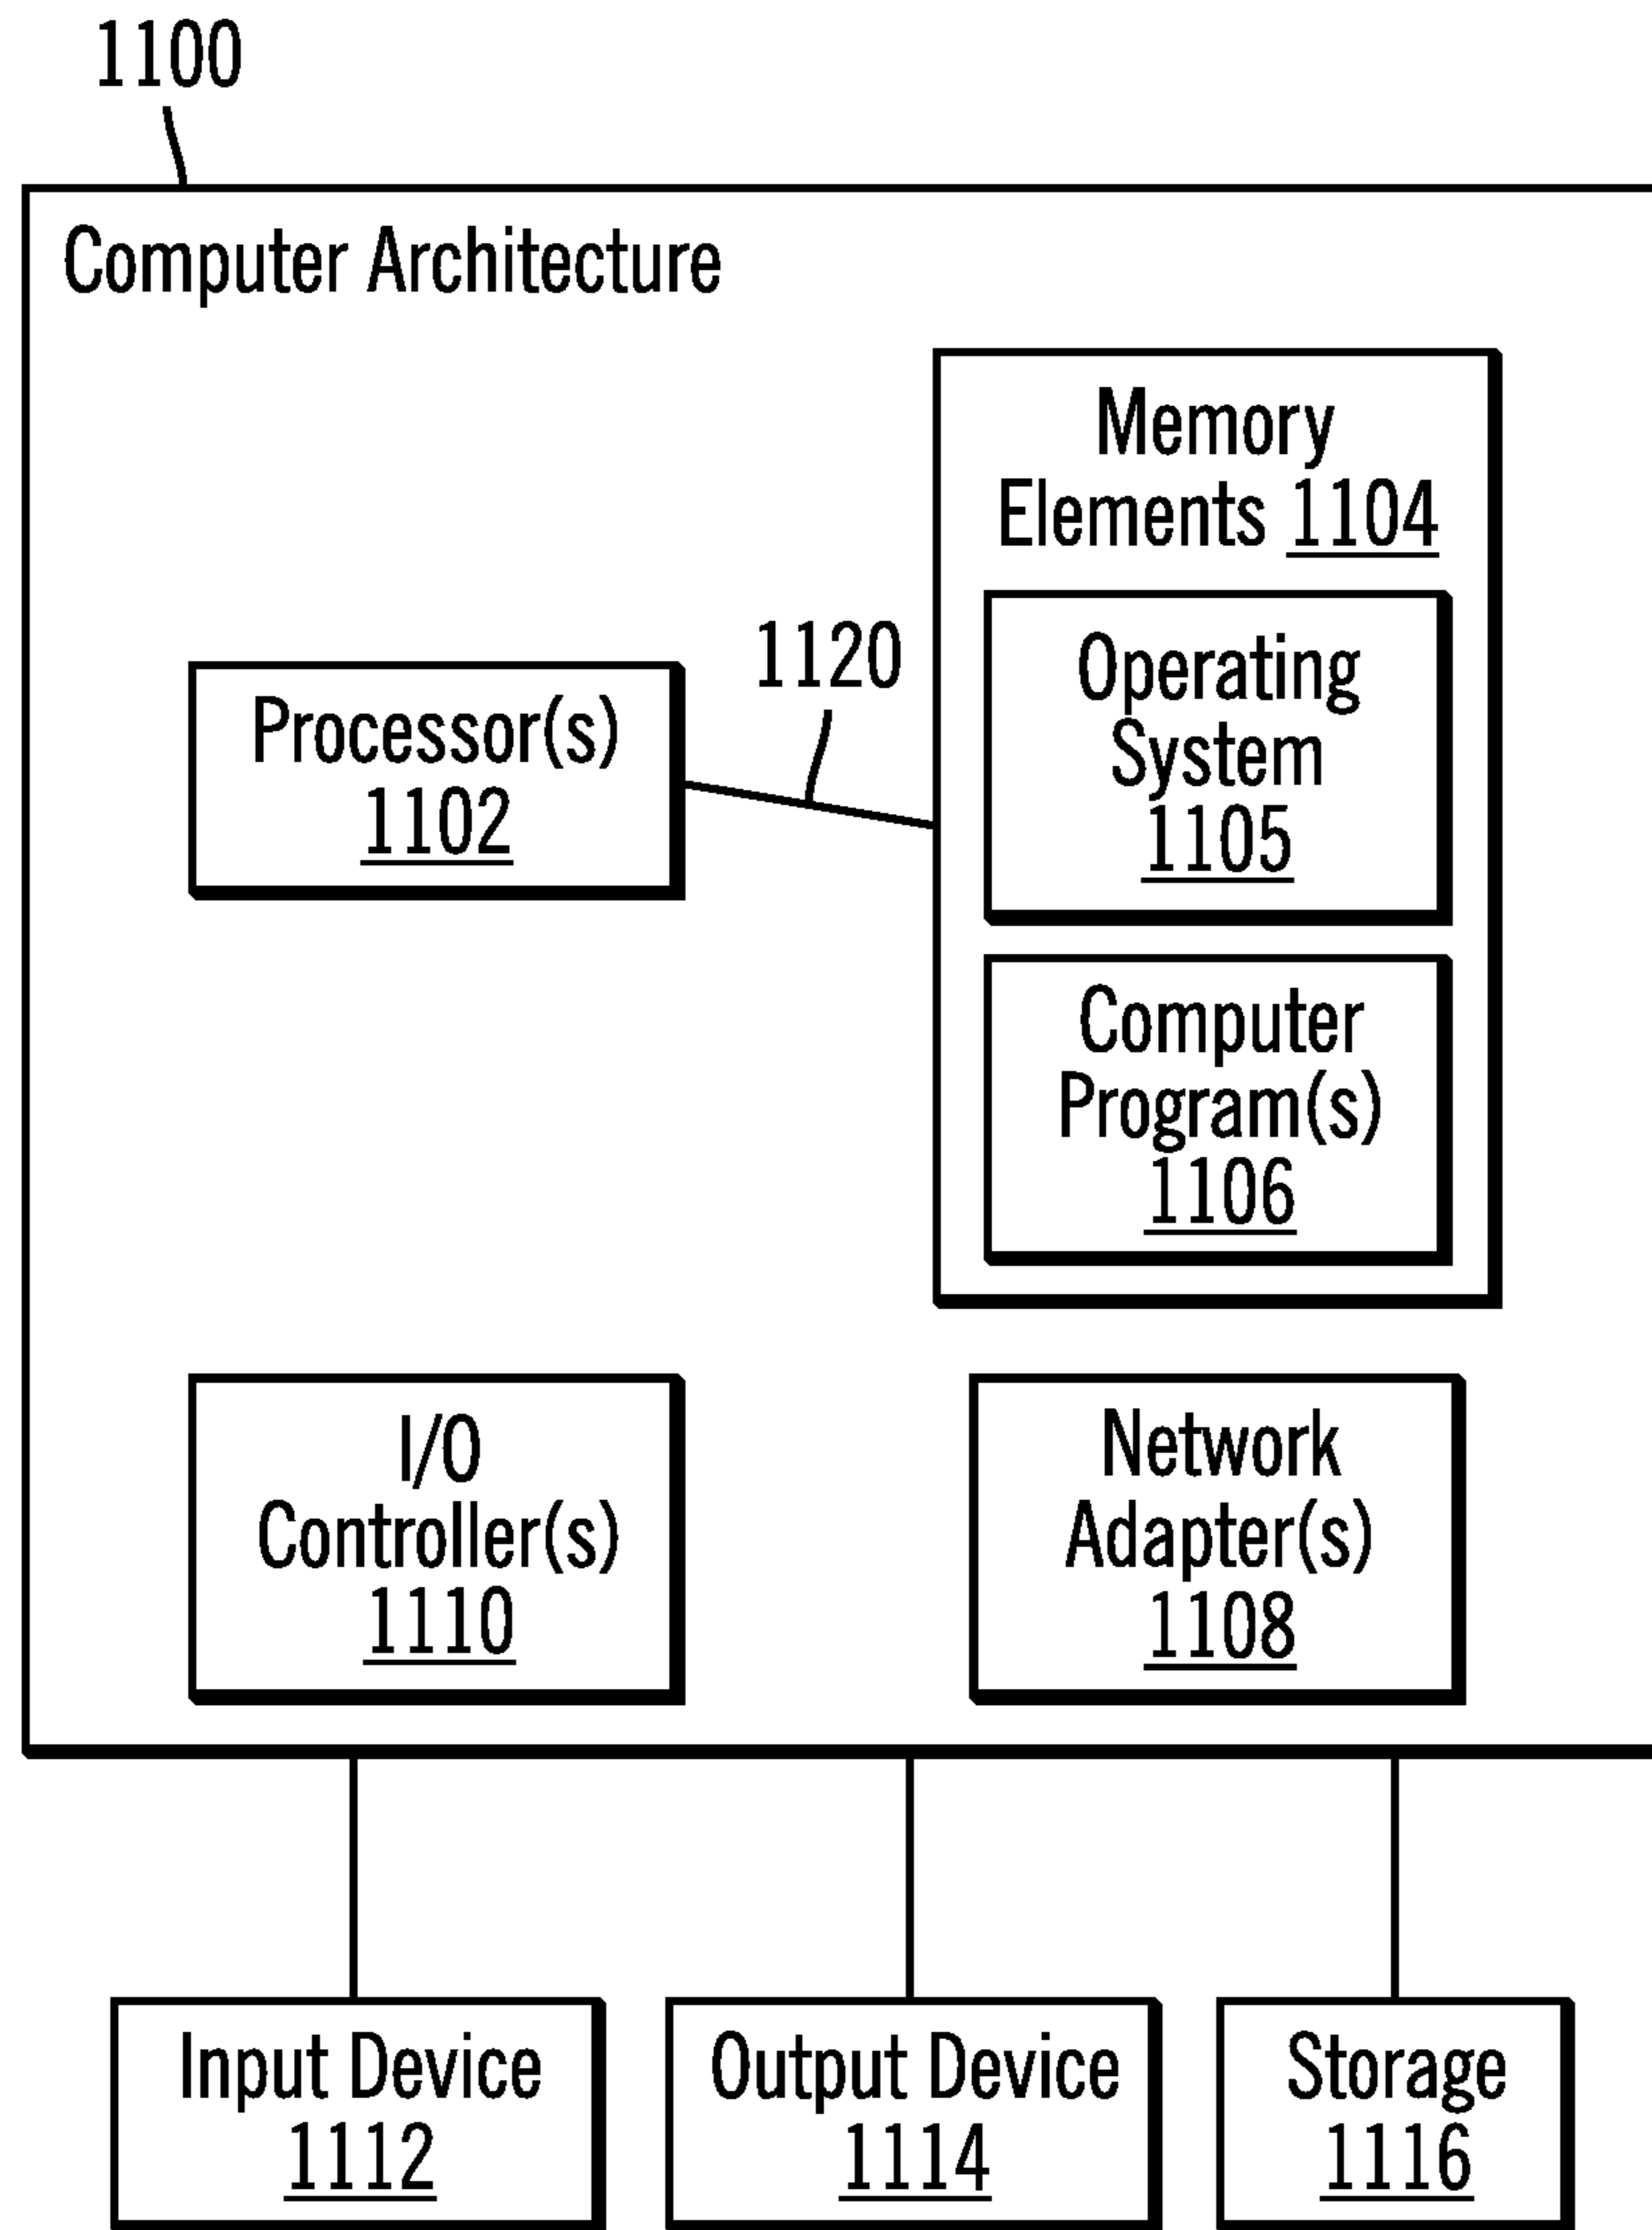 1100
Computer Architecture
Memory
Elements 1104
1120
Operating
System
1105
Processor(s)
1102
Computer
Program(s)
1106
I/O
Controller(s)
1110
Network
Adapter(s)
1108
Input Device
1112
Output Device
1114
Storage
1116